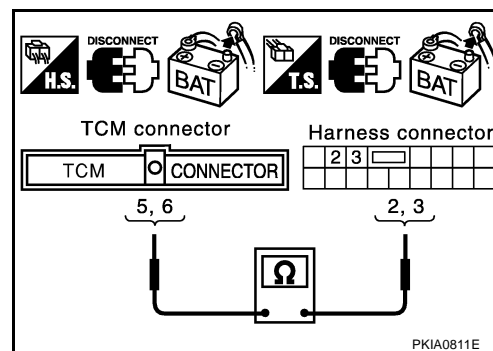 DISCONNECT
H.S.
BAT
DISCONNECT
T.S.
BAT
TCM connector
Harness connector
TCM CONNECTOR
2 3
5, 6
2, 3
Ω
PKIA0811E